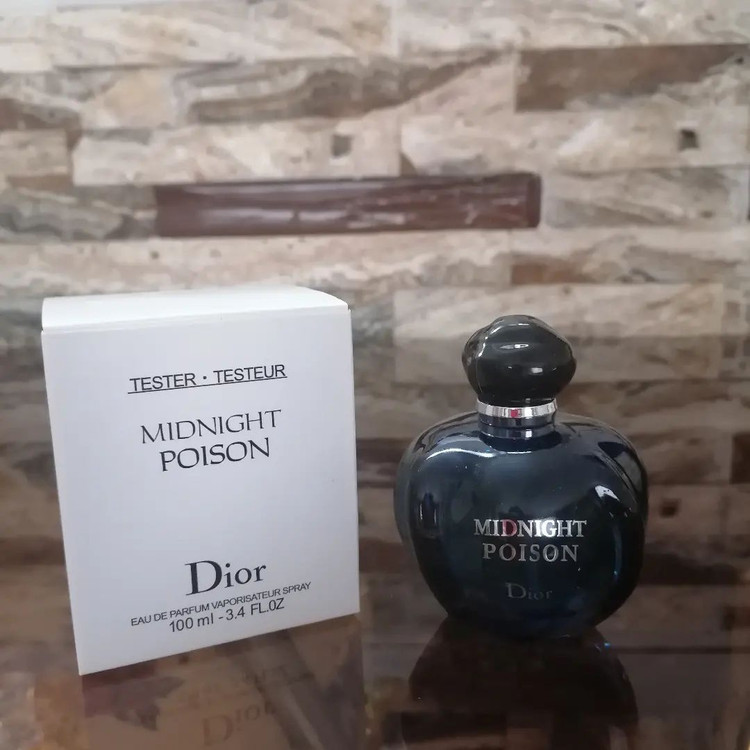 TESTER · TESTEUR
MIDNIGHT
POISON
Dior
EAU DE PARFUM VAPORISATEUR SPRAY
100 ml - 3.4 FL.OZ
MIDNIGHT
POISON
Dior